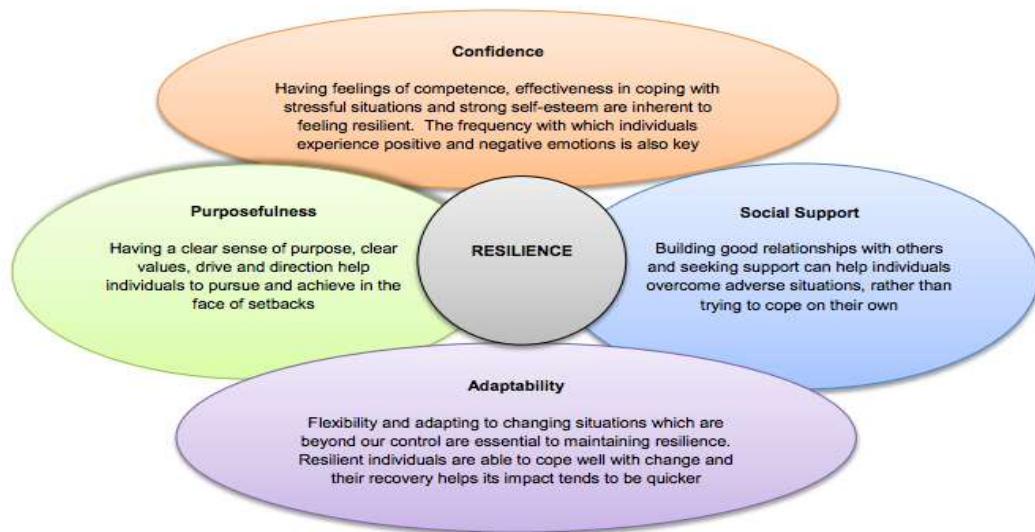 Confidence
Having feelings of competence, effectiveness in coping with
stressful situations and strong self-esteem are inherent to
feeling resilient. The frequency with which individuals
experience positive and negative emotions is also key
Purposefulness
Having a clear sense of purpose, clear
values, drive and direction help
individuals to pursue and achieve in the
face of setbacks
RESILIENCE
Social Support
Building good relationships with others
and seeking support can help individuals
overcome adverse situations, rather than
trying to cope on their own
Adaptability
Flexibility and adapting to changing situations which are
beyond our control are essential to maintaining resilience.
Resilient individuals are able to cope well with change and
their recovery helps its impact tends to be quicker